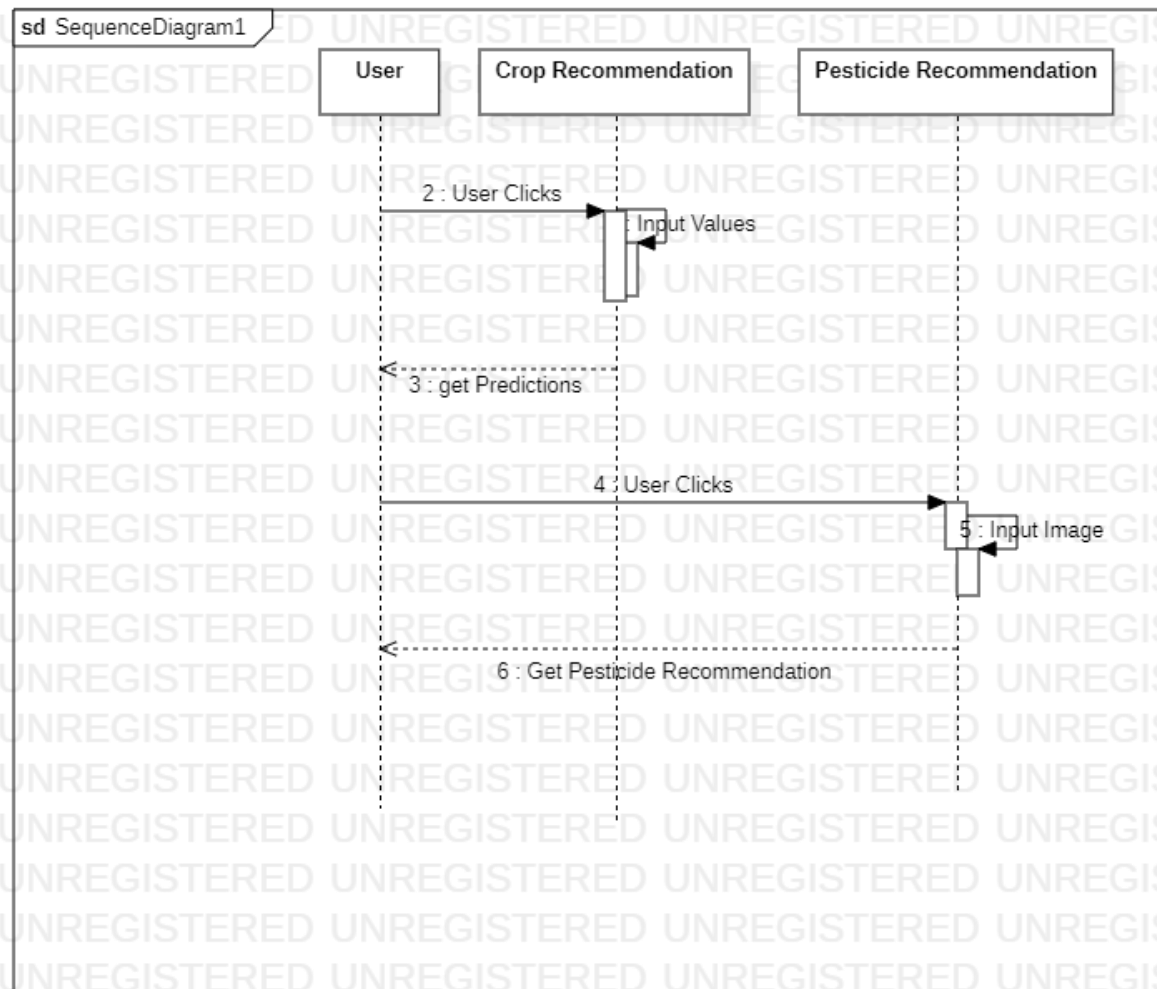 sd SequenceDiagram1
User
Crop Recommendation
Pesticide Recommendation
2 : User Clicks
: Input Values
3 : get Predictions
4 : User Clicks
5 : Input Image
6 : Get Pesticide Recommendation
UNREGISTERED